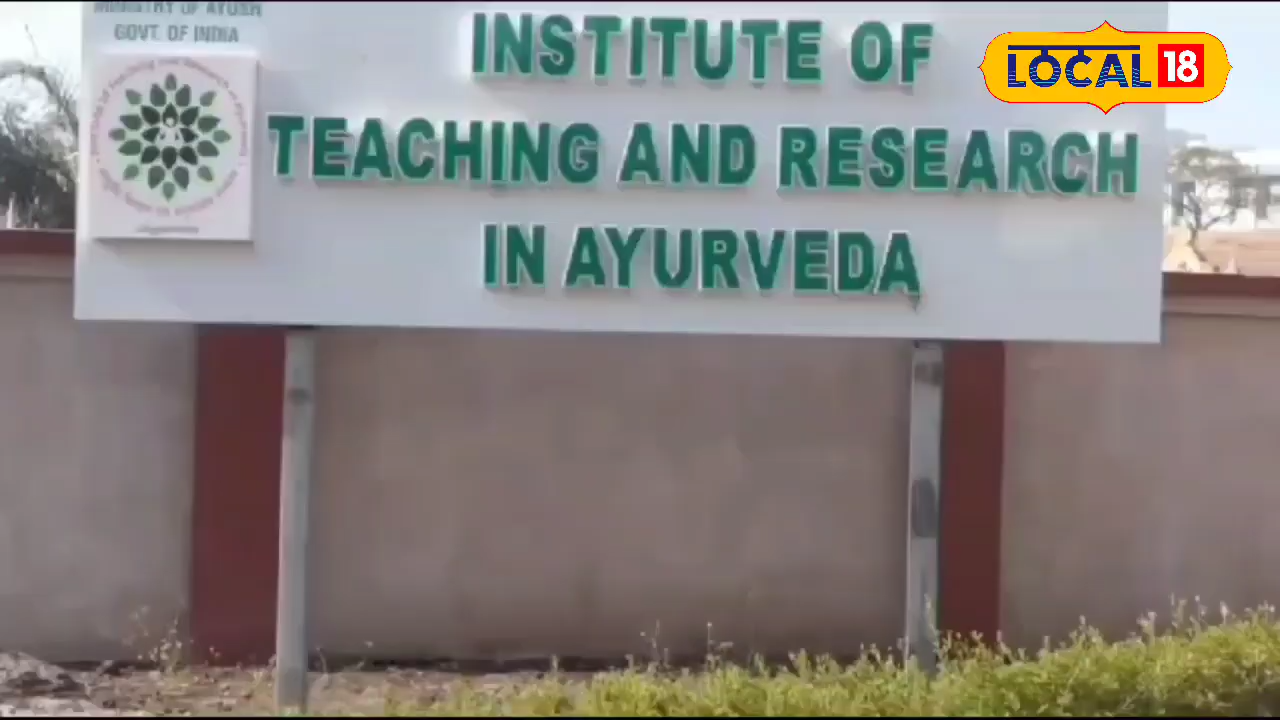 MINISTRY OF AYUSH
GOVT. OF INDIA
INSTITUTE OF
TEACHING AND RESEARCH
IN AYURVEDA
LOCAL 18